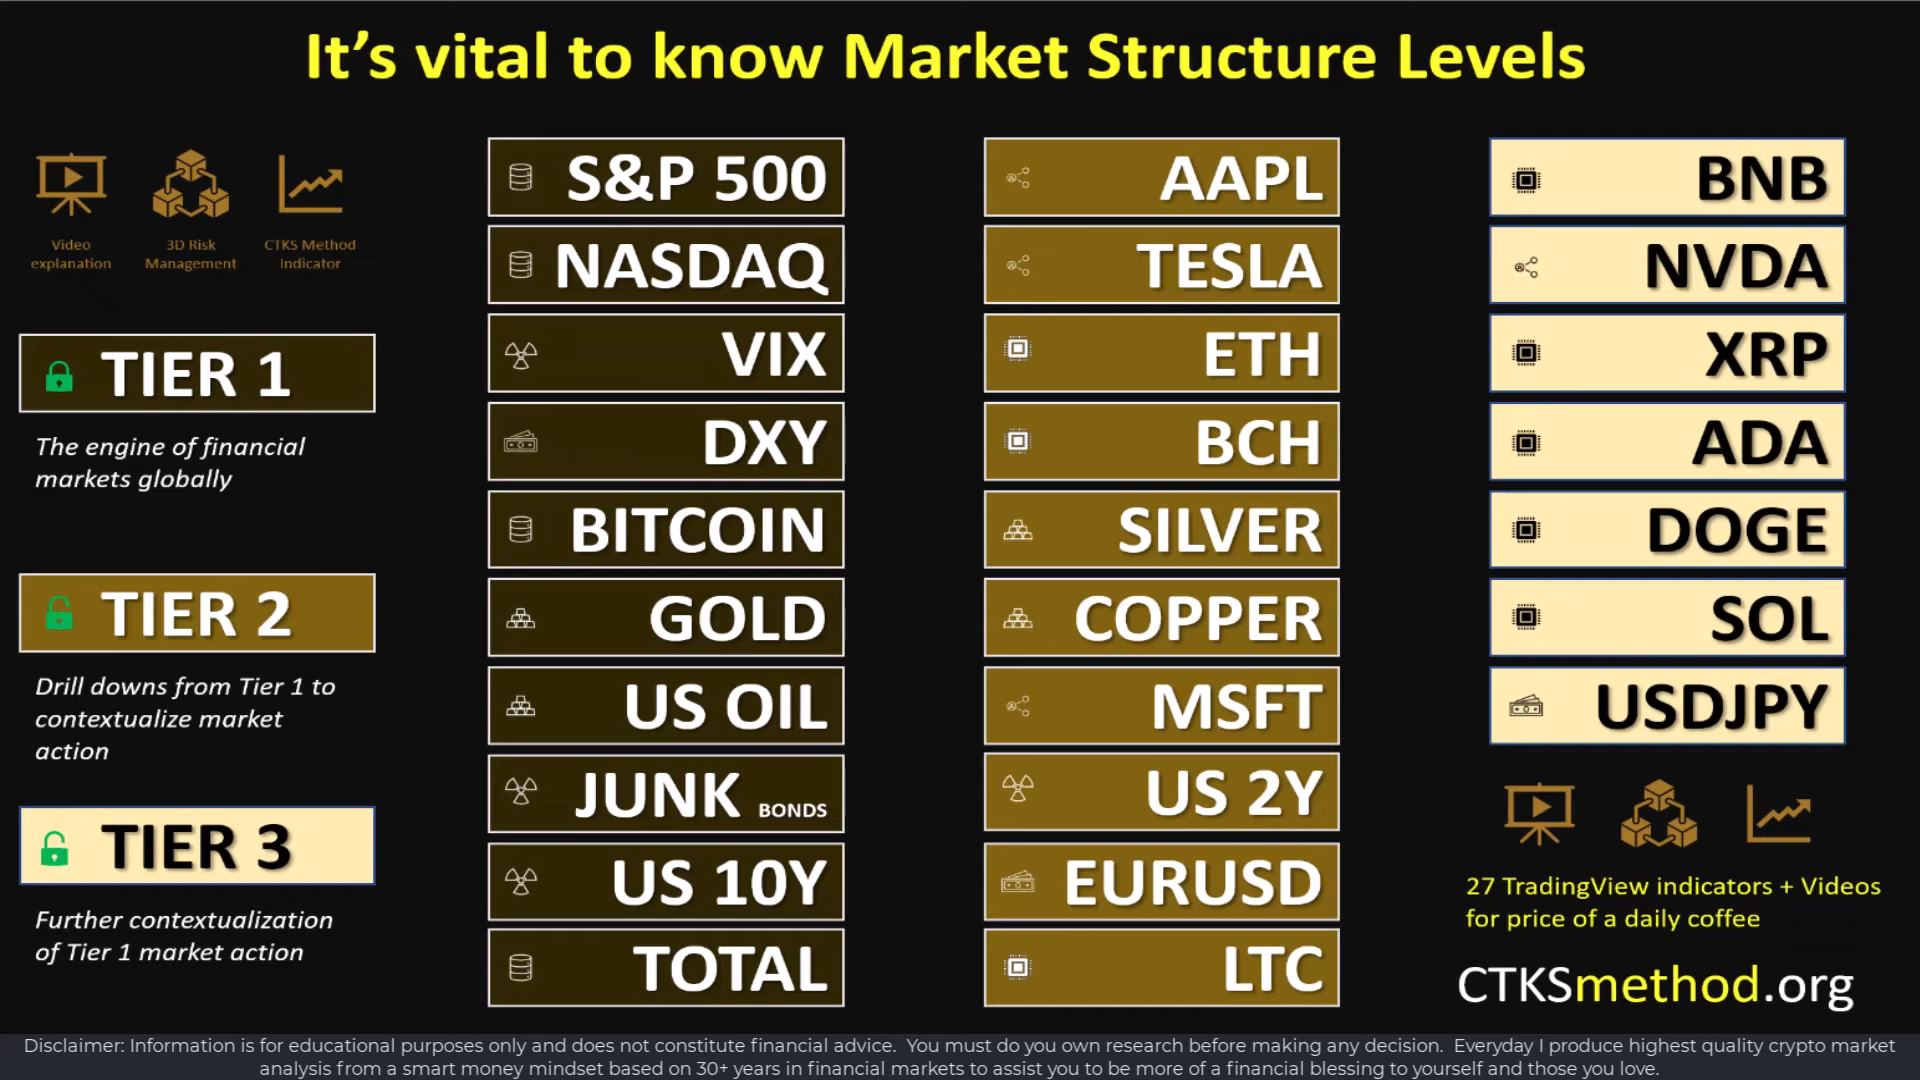 It's vital to know Market Structure Levels
Video
explanation
3D Risk
Management
CTKS Method
Indicator
TIER 1
The engine of financial
markets globally
TIER 2
Drill downs from Tier 1 to
contextualize market
action
TIER 3
Further contextualization
of Tier 1 market action
S&P 500
NASDAQ
VIX
DXY
BITCOIN
GOLD
US OIL
JUNK BONDS
US 10Y
TOTAL
AAPL
TESLA
ETH
BCH
SILVER
COPPER
MSFT
US 2Y
EURUSD
LTC
BNB
NVDA
XRP
ADA
DOGE
SOL
USDJPY
27 TradingView indicators + Videos
for price of a daily coffee
CTKSmethod.org
Disclaimer: Information is for educational purposes only and does not constitute financial advice. You must do you own research before making any decision. Everyday I produce highest quality crypto market
analysis from a smart money mindset based on 30+ years in financial markets to assist you to be more of a financial blessing to yourself and those you love.